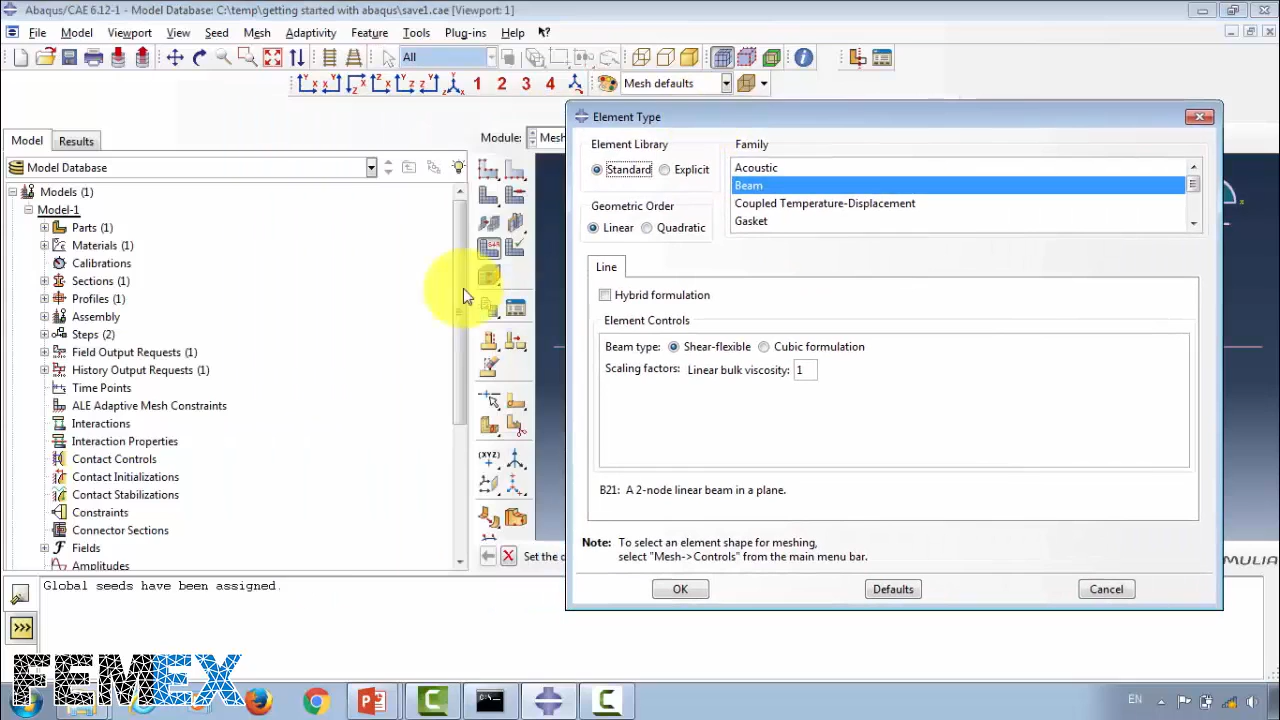 Abaqus/CAE 6.12-1 - Model Database: C:\temp\getting started with abaqus\save1.cae [Viewport: 1]
File Model Viewport View Seed Mesh Adaptivity Feature Tools Plug-ins Help
All
1 2 3 4 Mesh defaults
Model Results
Module: Mesh
Model Database
Models (1)
Model-1
Parts (1)
Materials (1)
Calibrations
Sections (1)
Profiles (1)
Assembly
Steps (2)
Field Output Requests (1)
History Output Requests (1)
Time Points
ALE Adaptive Mesh Constraints
Interactions
Interaction Properties
Contact Controls
Contact Initializations
Contact Stabilizations
Constraints
Connector Sections
Fields
Amplitudes
(XYZ)
Set the
Element Type
Element Library
Standard Explicit
Geometric Order
Linear Quadratic
Family
Acoustic
Beam
Coupled Temperature-Displacement
Gasket
Line
Hybrid formulation
Element Controls
Beam type: Shear-flexible Cubic formulation
Scaling factors: Linear bulk viscosity: 1
B21: A 2-node linear beam in a plane.
Note: To select an element shape for meshing,
select "Mesh->Controls" from the main menu bar.
OK Defaults Cancel
MULIA
Global seeds have been assigned.
>>>
FEMEX
EN